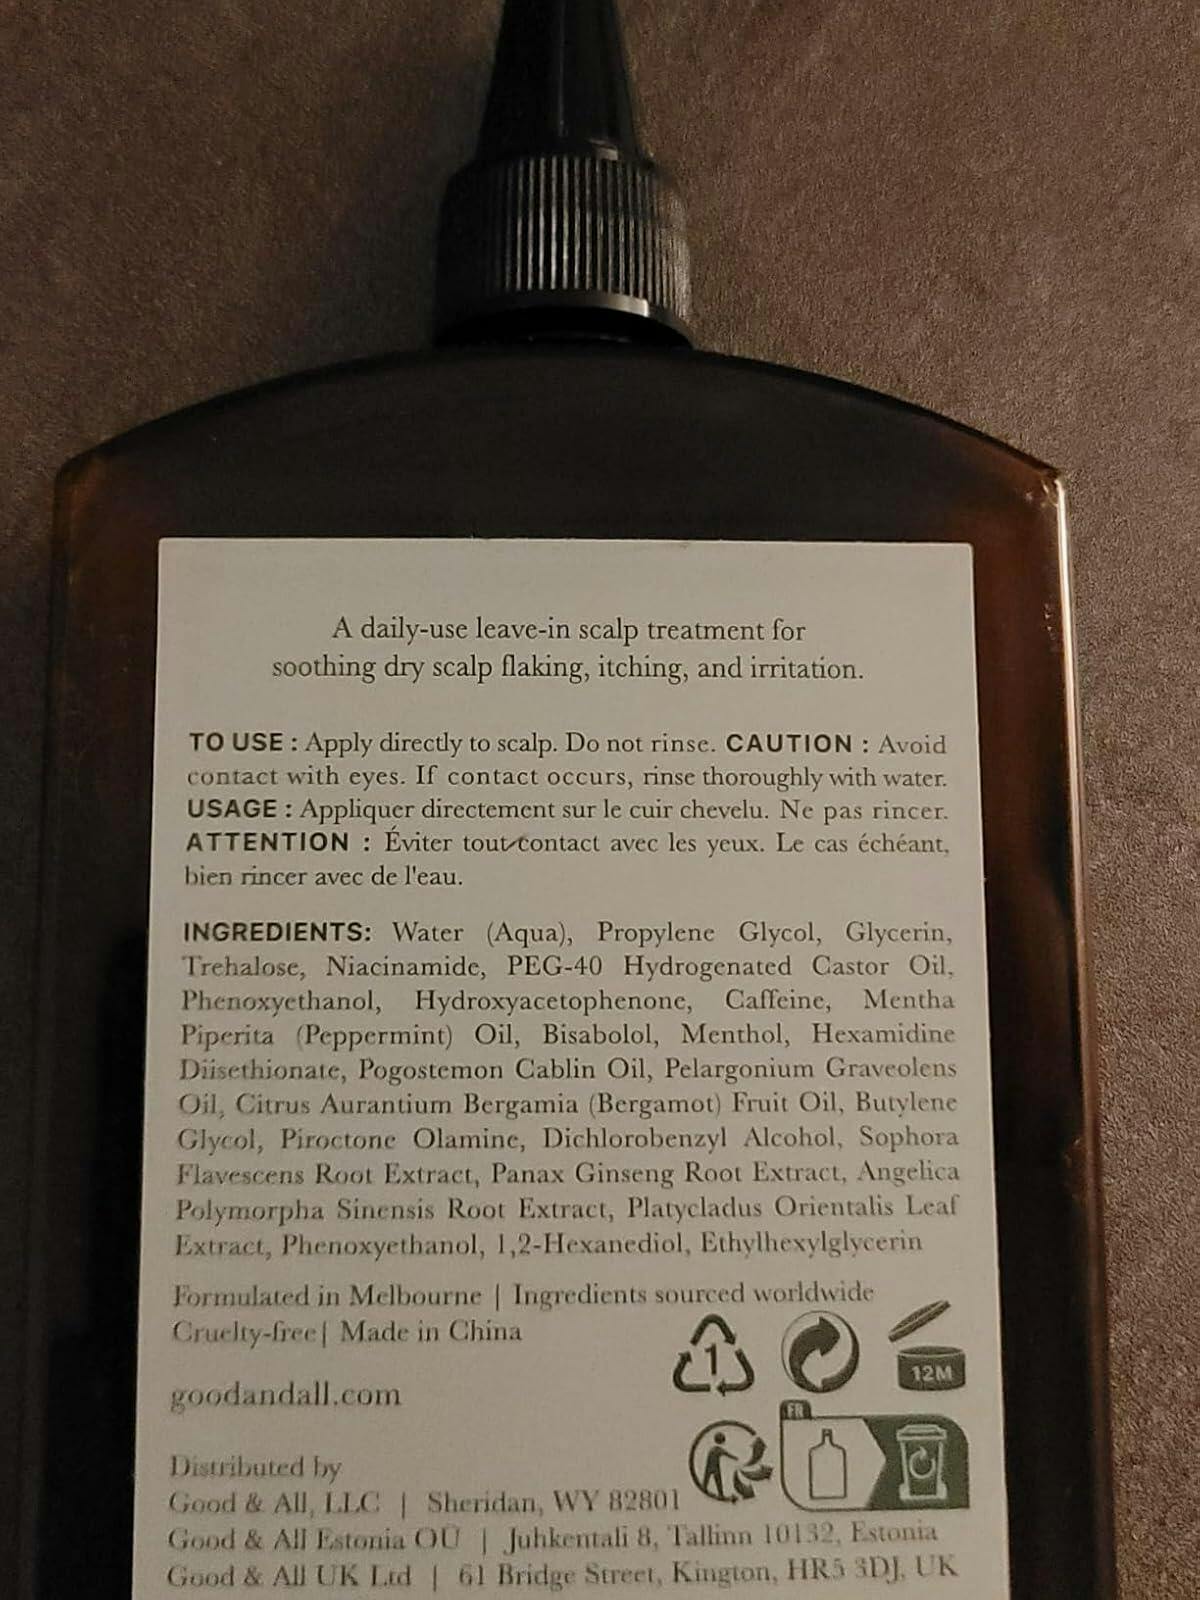 A daily-use leave-in scalp treatment for
soothing dry scalp flaking, itching, and irritation.
TO USE : Apply directly to scalp. Do not rinse. CAUTION : Avoid
contact with eyes. If contact occurs, rinse thoroughly with water.
USAGE : Appliquer directement sur le cuir chevelu. Ne pas rincer.
ATTENTION : Éviter tout contact avec les yeux. Le cas échéant,
bien rincer avec de l'eau.
INGREDIENTS: Water (Aqua), Propylene Glycol, Glycerin,
Trehalose, Niacinamide, PEG-40 Hydrogenated Castor Oil,
Phenoxyethanol, Hydroxyacetophenone, Caffeine, Mentha
Piperita (Peppermint) Oil, Bisabolol, Menthol, Hexamidine
Diisethionate, Pogostemon Cablin Oil, Pelargonium Graveolens
Oil, Citrus Aurantium Bergamia (Bergamot) Fruit Oil, Butylene
Glycol, Piroctone Olamine, Dichlorobenzyl Alcohol, Sophora
Flavescens Root Extract, Panax Ginseng Root Extract, Angelica
Polymorpha Sinensis Root Extract, Platycladus Orientalis Leaf
Extract, Phenoxyethanol, 1,2-Hexanediol, Ethylhexylglycerin
Formulated in Melbourne | Ingredients sourced worldwide
Cruelty-free| Made in China
1
12M
goodandall.com
FR
Distributed by
Good & All, LLC | Sheridan, WY 82801
Good & All Estonia OÜ | Juhkentali 8, Tallinn 10132, Estonia
Good & All UK Ltd | 61 Bridge Street, Kington, HR5 3DJ, UK